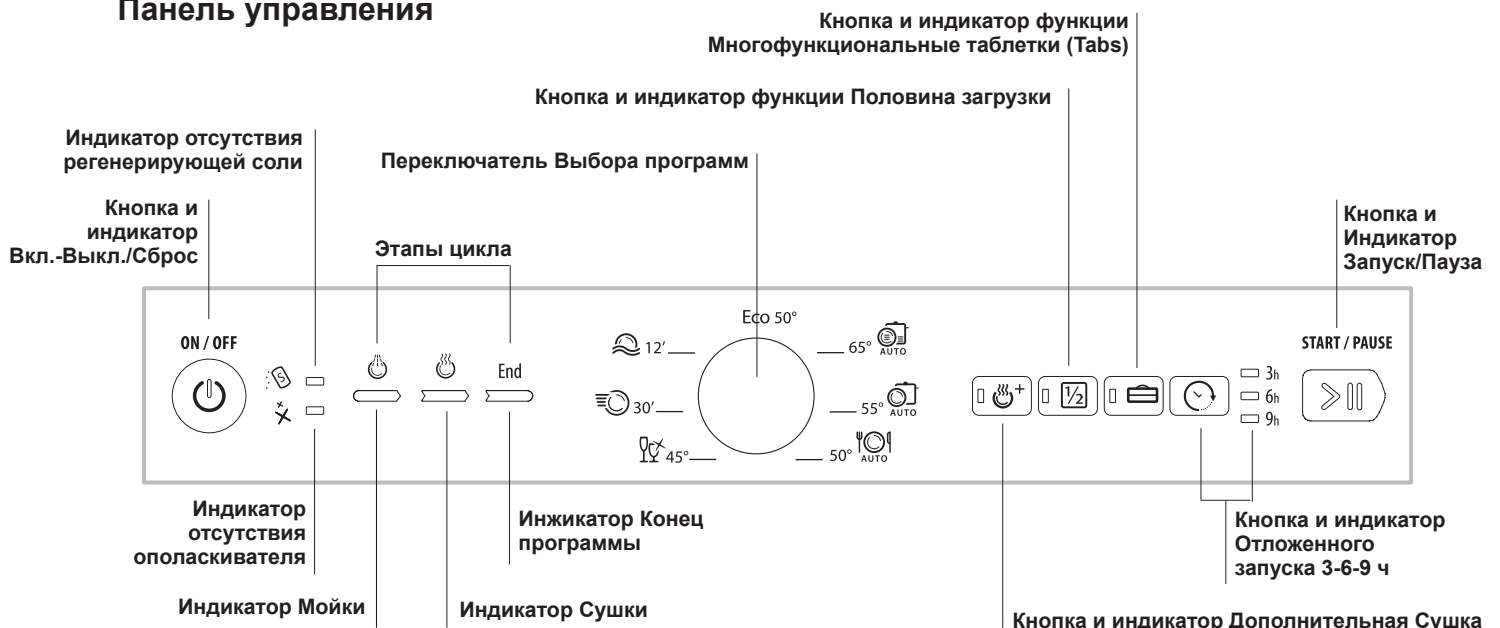 Панель управления
Кнопка и индикатор функции
Многофункциональные таблетки (Tabs)
Кнопка и индикатор функции Половина загрузки
Индикатор отсутствия
регенерирующей соли
Переключатель Выбора программ
Кнопка и
индикатор
Вкл.-Выкл./Сброс
Этапы цикла
Кнопка и
Индикатор
Запуск/Пауза
ON / OFF
S
End
12’
30’
45°
Eco 50°
65° AUTO
55° AUTO
50° AUTO
+
½
3h
6h
9h
START / PAUSE
Индикатор
отсутствия
ополаскивателя
Инжикатор Конец
программы
Кнопка и индикатор
Отложенного
запуска 3-6-9 ч
Индикатор Мойки
Индикатор Сушки
Кнопка и индикатор Дополнительная Сушка